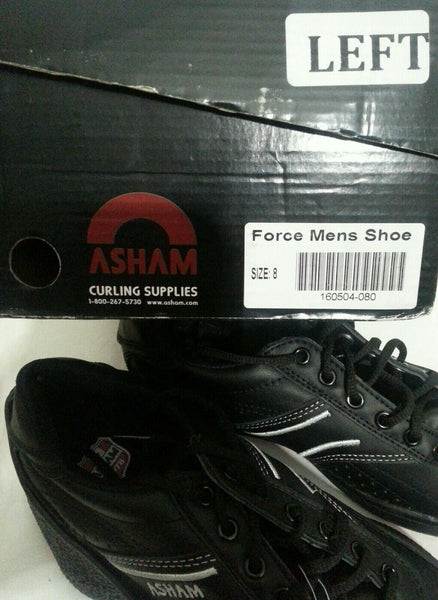 LEFT
ASHAM
CURLING SUPPLIES
1-800-267-5730 www.asham.com
Force Mens Shoe
SIZE: 8
160504-080
ASHAM